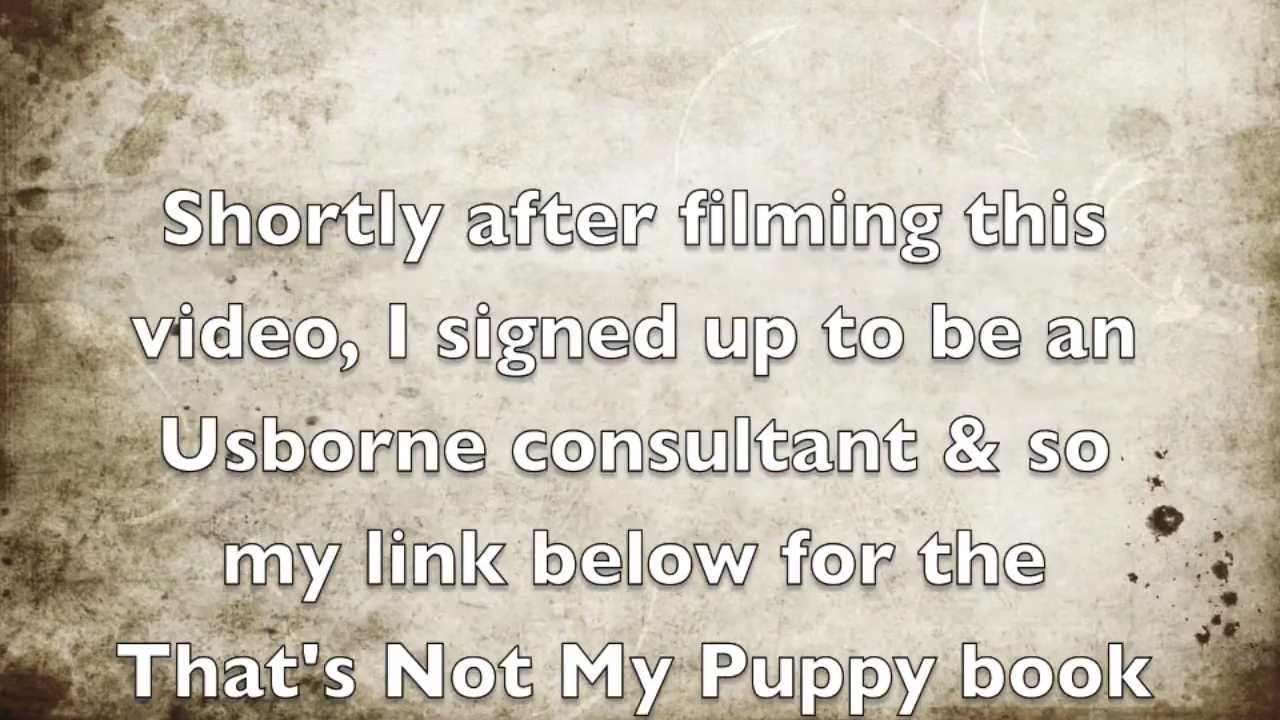 Shortly after filming this
video, I signed up to be an
Usborne consultant & so
my link below for the
That's Not My Puppy book